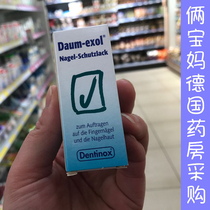 Daum-exol®
Nagel-Schutzlack
zum Auftragen
auf die Fingernägel
und die Nagelhaut
Dentinox
俩宝妈德国药房采购